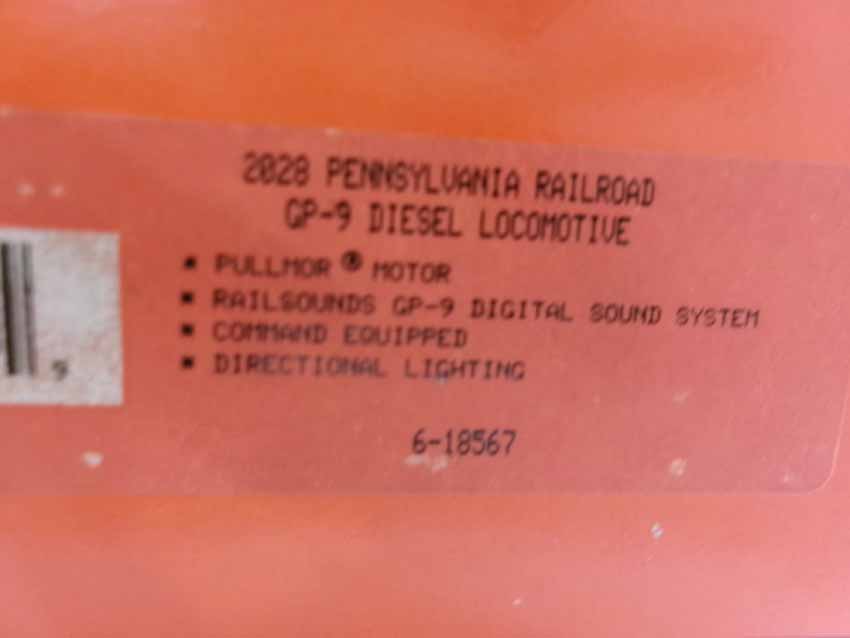 2028 PENNSYLVANIA RAILROAD
GP-9 DIESEL LOCOMOTIVE
▪ PULLMOR ® MOTOR
▪ RAILSOUNDS GP-9 DIGITAL SOUND SYSTEM
▪ COMMAND EQUIPPED
▪ DIRECTIONAL LIGHTING
9
6-18567